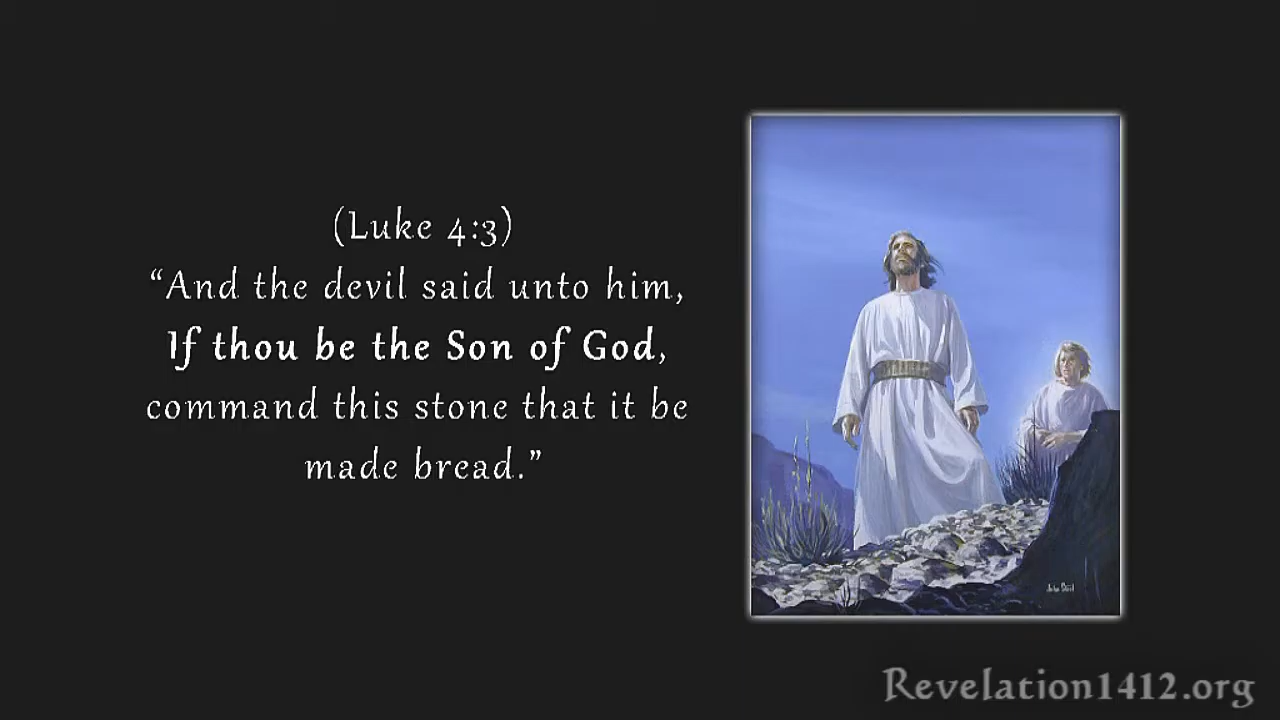 (Luke 4:3)
“And the devil said unto him,
If thou be the Son of God,
command this stone that it be
made bread.”
Revelation1412.org